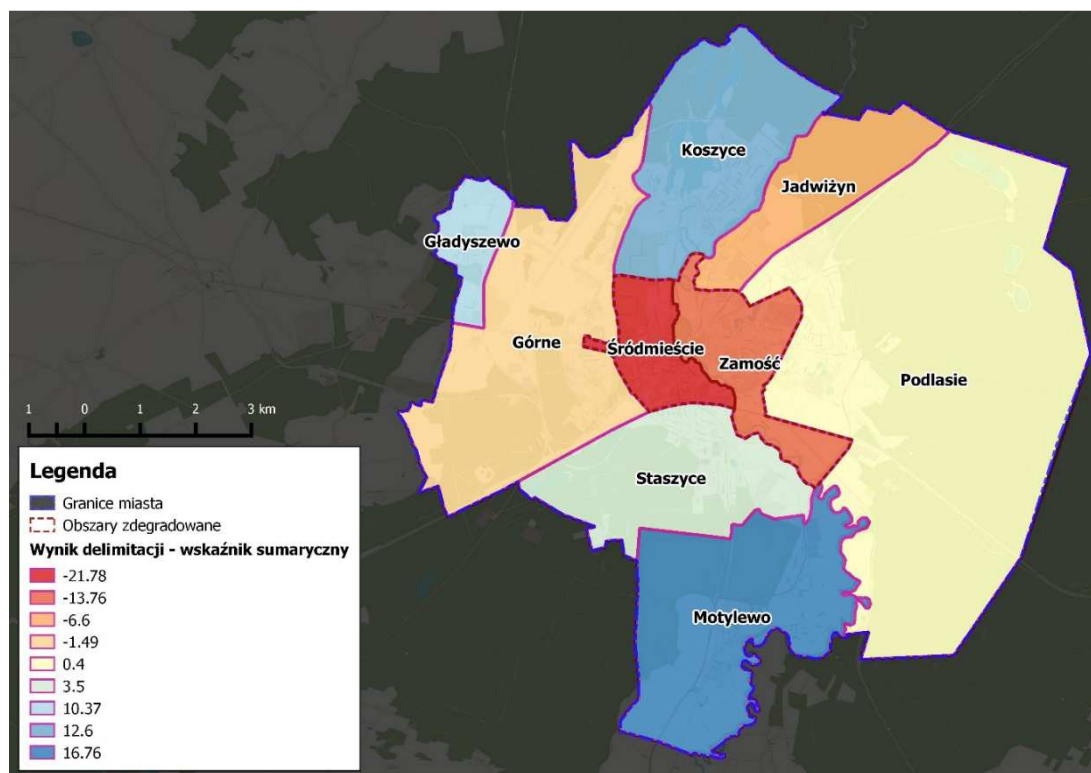 Koszyce
Jadwiżyn
Gładyszewo
Górne
Śródmieście
Zamość
Podlasie
Staszyce
Motylewo
1 0 1 2 3 km
Legenda
Granice miasta
Obszary zdegradowane
Wynik delimitacji - wskaźnik sumaryczny
-21.78
-13.76
-6.6
-1.49
0.4
3.5
10.37
12.6
16.76